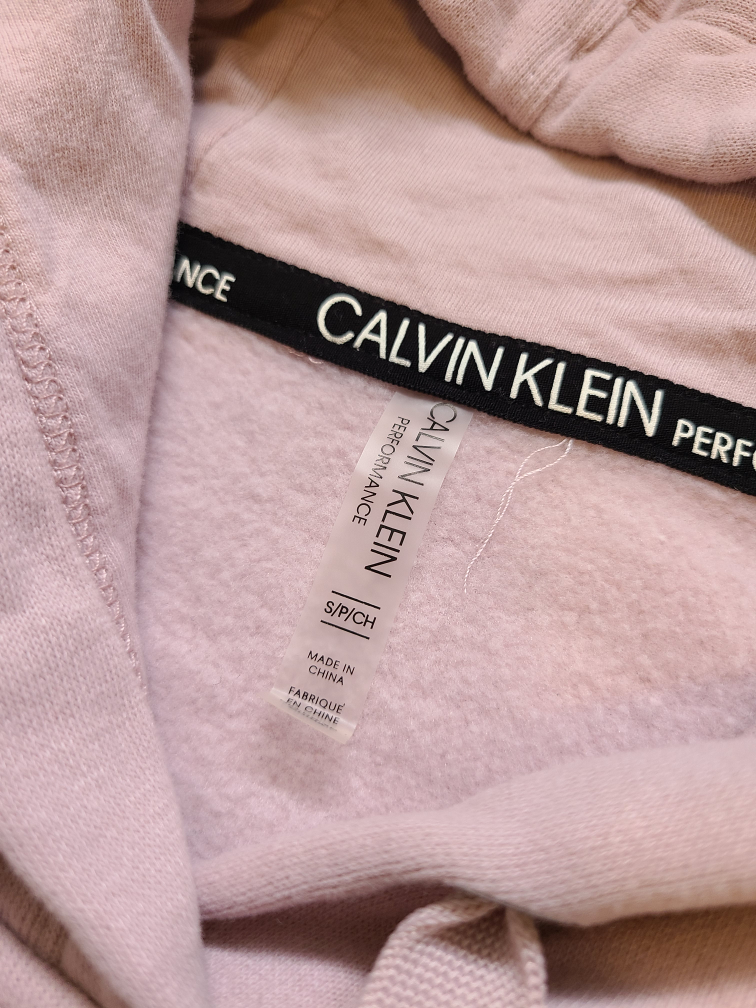 NCE
CALVIN KLEIN PERFO
CALVIN KLEIN
PERFORMANCE
S/P/CH
MADE IN
CHINA
FABRIQUÉ
EN CHINE